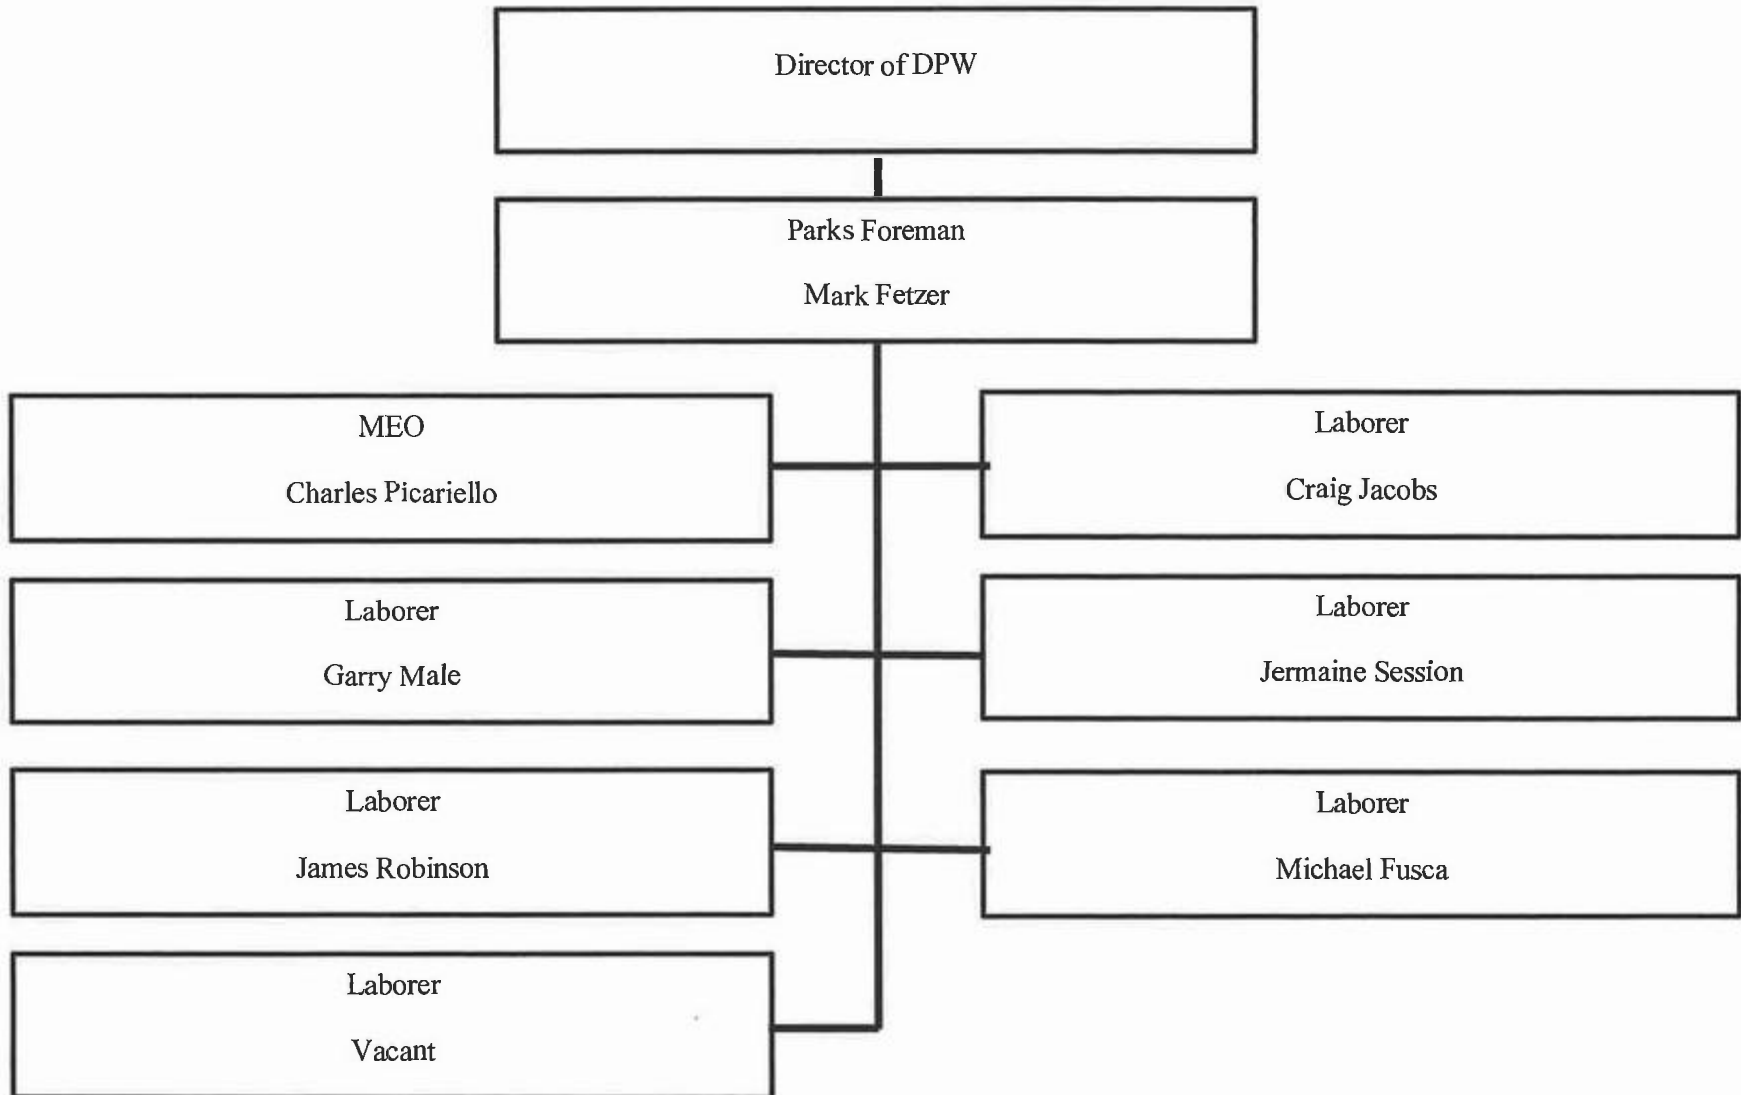 Director of DPW
Parks Foreman
Mark Fetzer
MEO
Charles Picariello
Laborer
Craig Jacobs
Laborer
Garry Male
Laborer
Jermaine Session
Laborer
James Robinson
Laborer
Michael Fusca
Laborer
Vacant